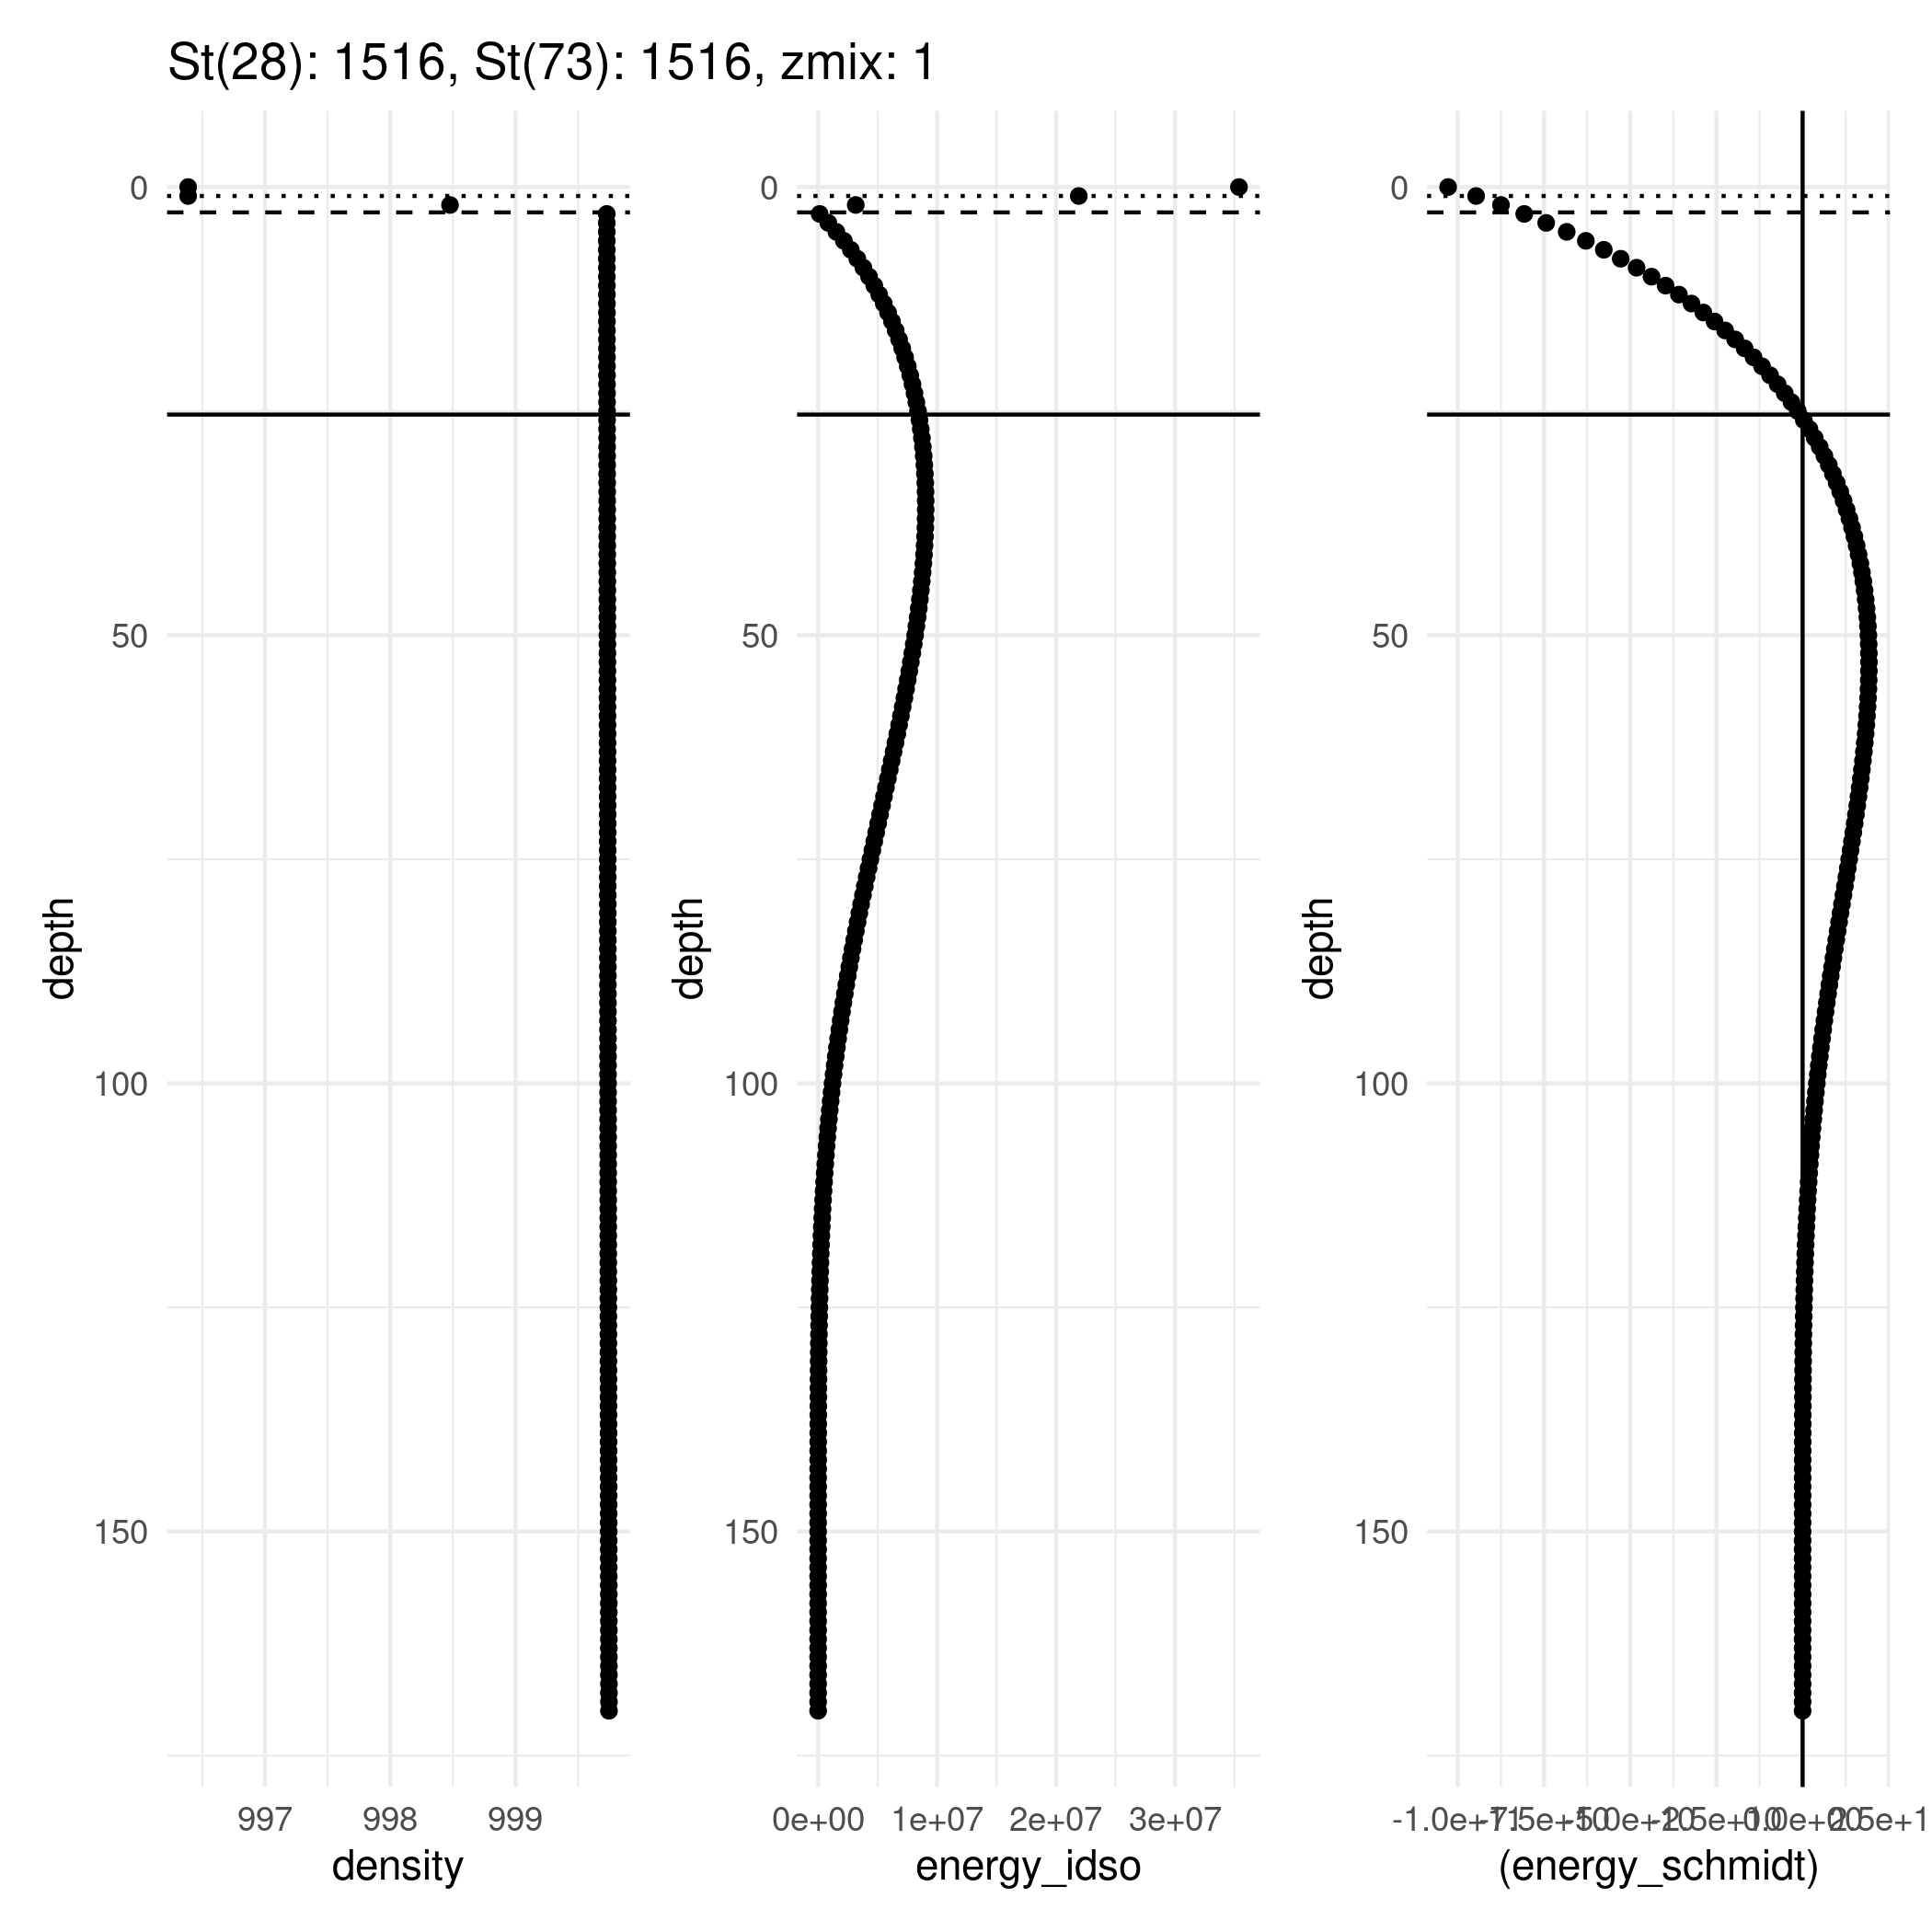 St(28): 1516, St(73): 1516, zmix: 1
0
50
100
150
depth
997 998 999
density
0
50
100
150
depth
0e+00 1e+07 2e+07 3e+07
energy_idso
0
50
100
150
depth
(energy_schmidt)